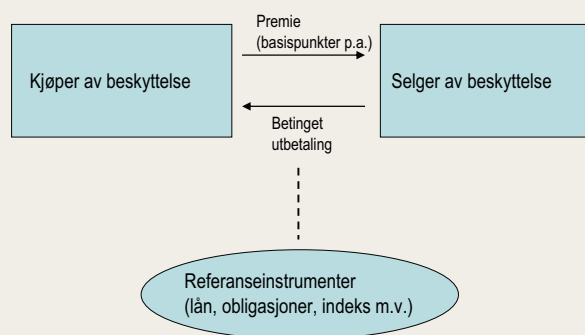 Premie
(basispunkter p.a.)
Kjøper av beskyttelse
Selger av beskyttelse
Betinget
utbetaling
Referanseinstrumenter
(lån, obligasjoner, indeks m.v.)